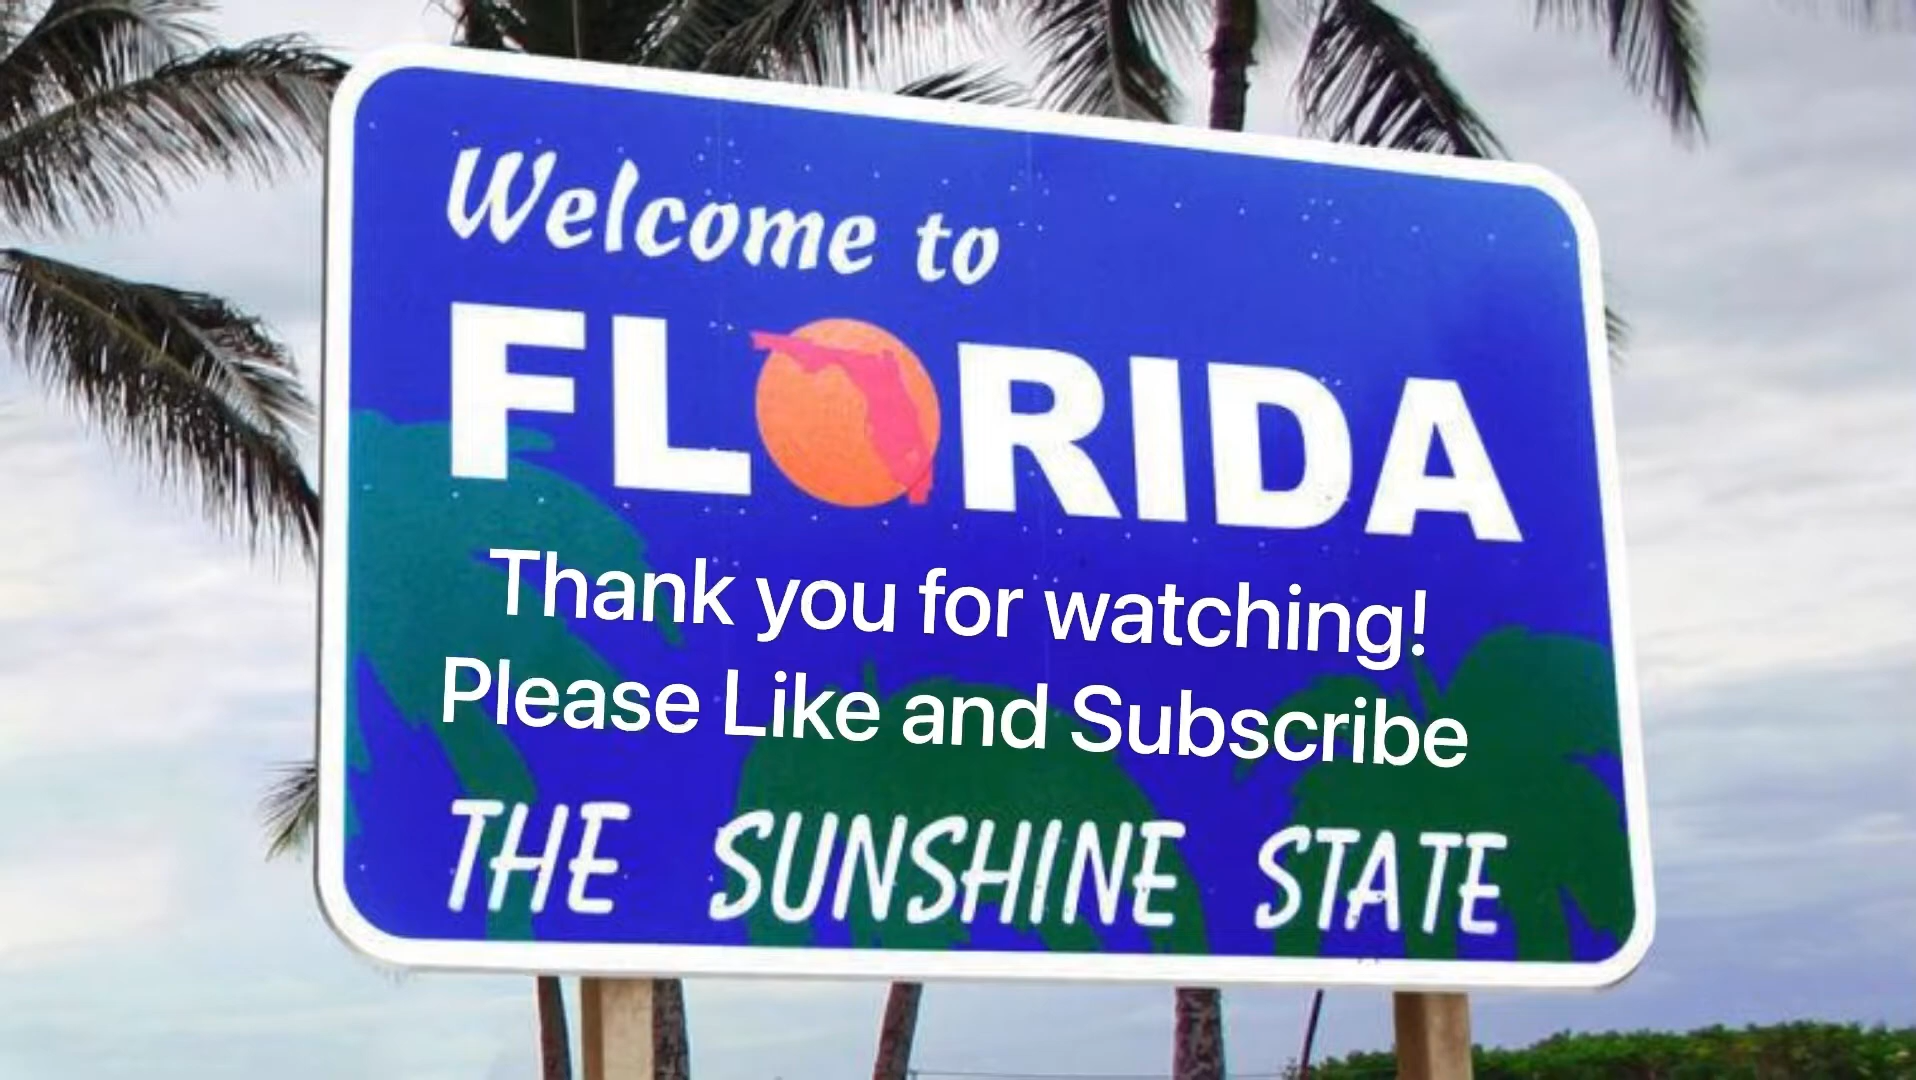 Welcome to
FLORIDA
Thank you for watching!
Please Like and Subscribe
THE SUNSHINE STATE